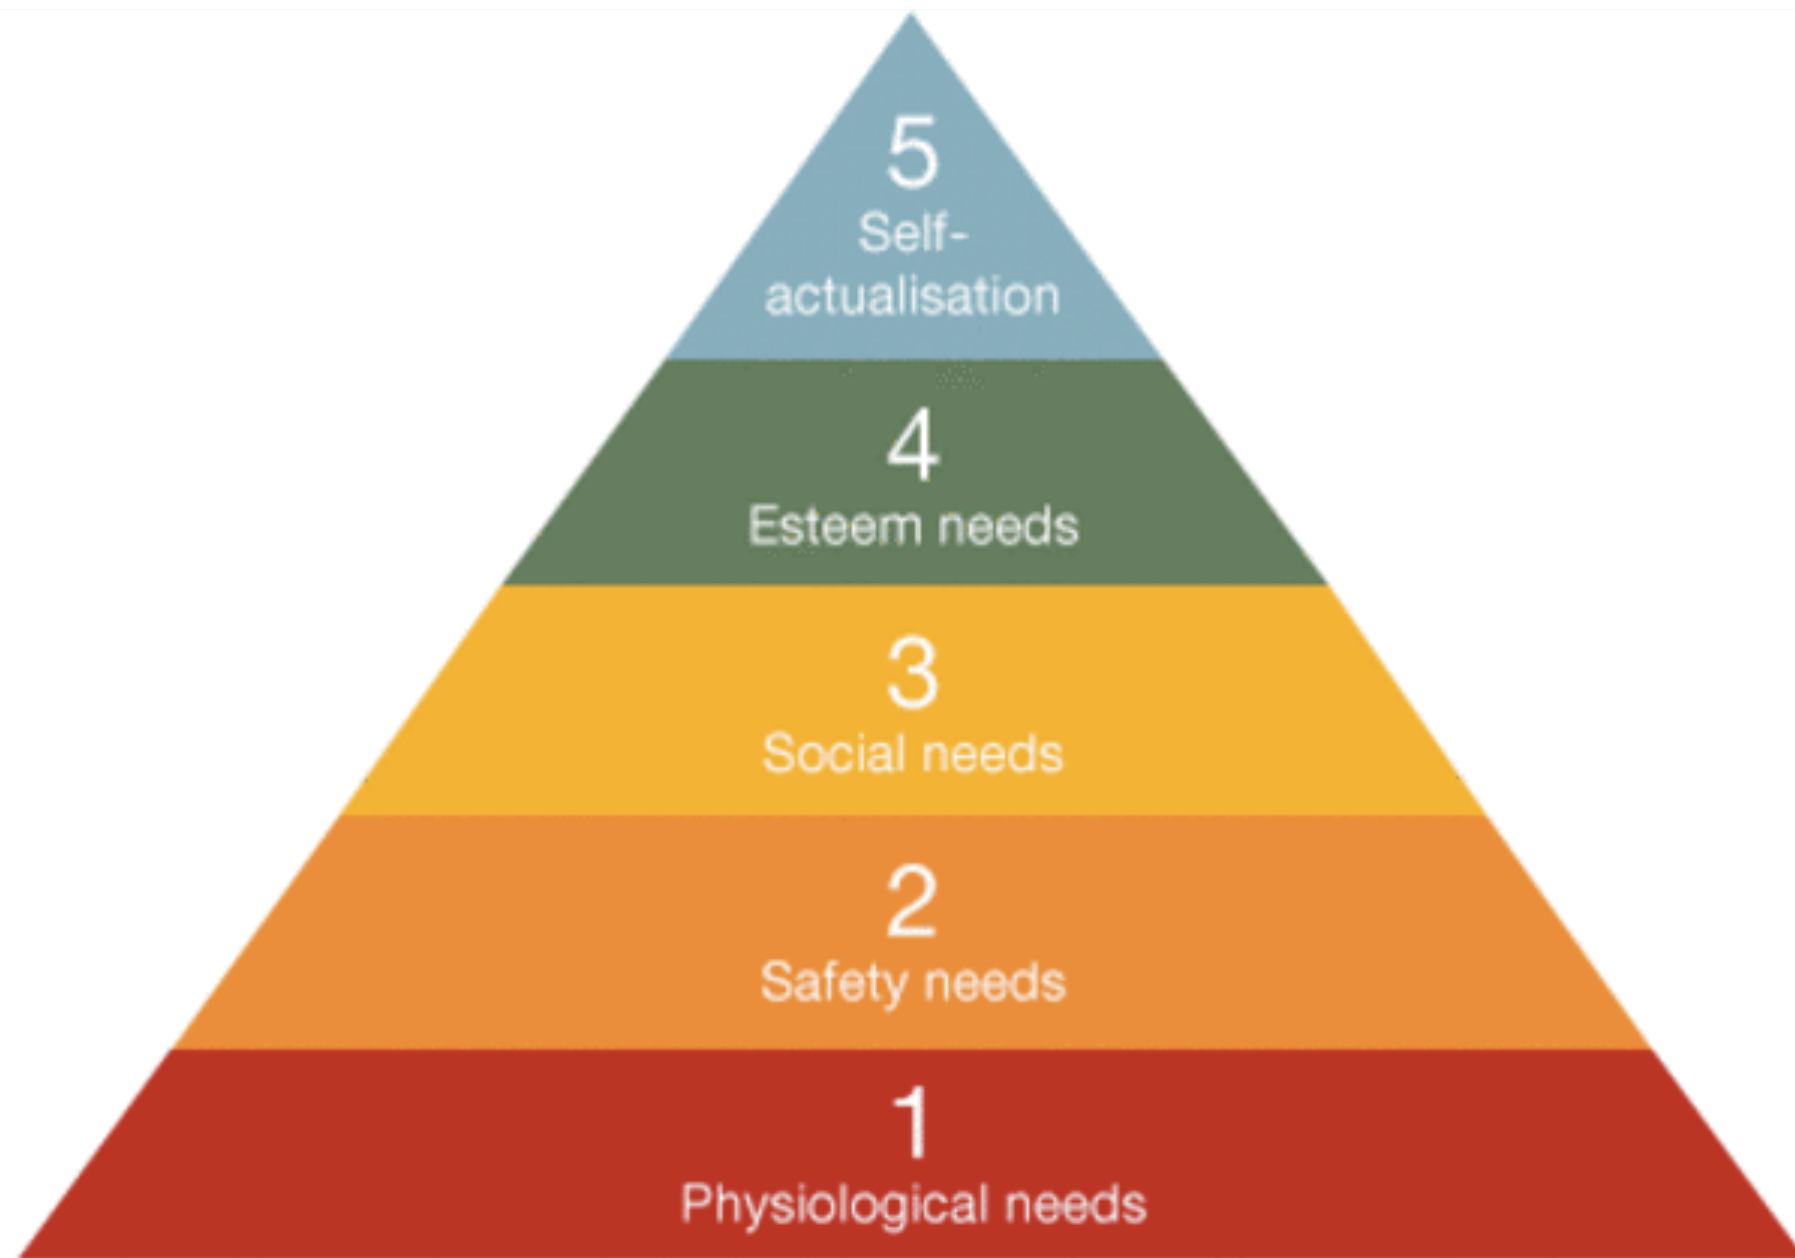 5
Self-
actualisation
4
Esteem needs
3
Social needs
2
Safety needs
1
Physiological needs